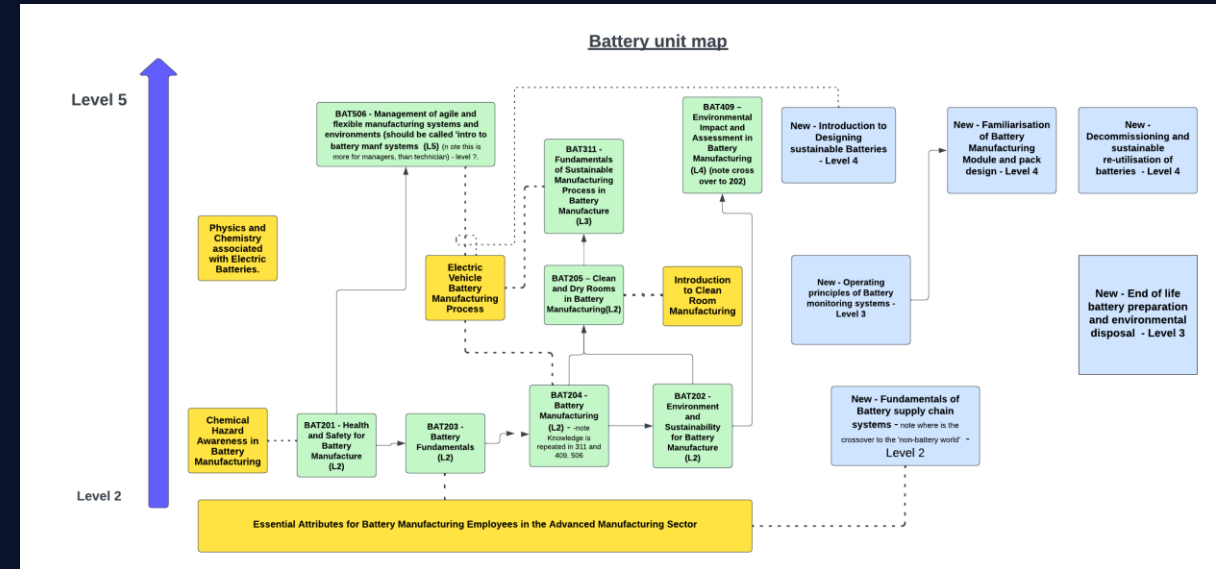 Battery unit map
Level 5
BAT506 - Management of agile and
flexible manufacturing systems and
environments (should be called 'intro to
battery manf systems (L5) (n ote this is
more for managers, than technician) - level ?.
BAT311 -
Fundamentals
of Sustainable
Manufacturing
Process in
Battery
Manufacture
(L3)
BAT409 –
Environmental
Impact and
Assessment in
Battery
Manufacturing
(L4) (note cross
over to 202)
New - Introduction to
Designing
sustainable Batteries
- Level 4
New - Familiarisation
of Battery
Manufacturing
Module and pack
design - Level 4
New -
Decommissioning and
sustainable
re-utilisation of
batteries - Level 4
Physics and
Chemistry
associated
with Electric
Batteries.
Electric
Vehicle
Battery
Manufacturing
Process
BAT205 – Clean
and Dry Rooms
in Battery
Manufacturing(L2)
Introduction
to Clean
Room
Manufacturing
New - Operating
principles of Battery
monitoring systems -
Level 3
New - End of life
battery preparation
and environmental
disposal - Level 3
Chemical
Hazard
Awareness in
Battery
Manufacturing
BAT201 - Health
and Safety for
Battery
Manufacture
(L2)
BAT203 -
Battery
Fundamentals
(L2)
BAT204 -
Battery
Manufacturing
(L2) - -note
Knowledge is
repeated in 311 and
409, 506
BAT202 -
Environment
and
Sustainability
for Battery
Manufacture
(L2)
New - Fundamentals of
Battery supply chain
systems - note where is the
crossover to the 'non-battery world' -
Level 2
Level 2
Essential Attributes for Battery Manufacturing Employees in the Advanced Manufacturing Sector